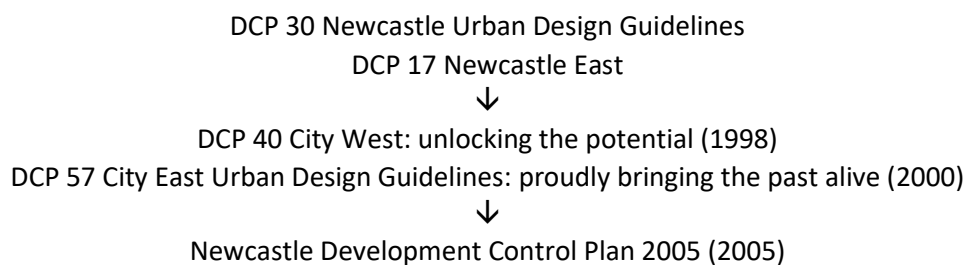 DCP 30 Newcastle Urban Design Guidelines
DCP 17 Newcastle East
↓
DCP 40 City West: unlocking the potential (1998)
DCP 57 City East Urban Design Guidelines: proudly bringing the past alive (2000)
↓
Newcastle Development Control Plan 2005 (2005)